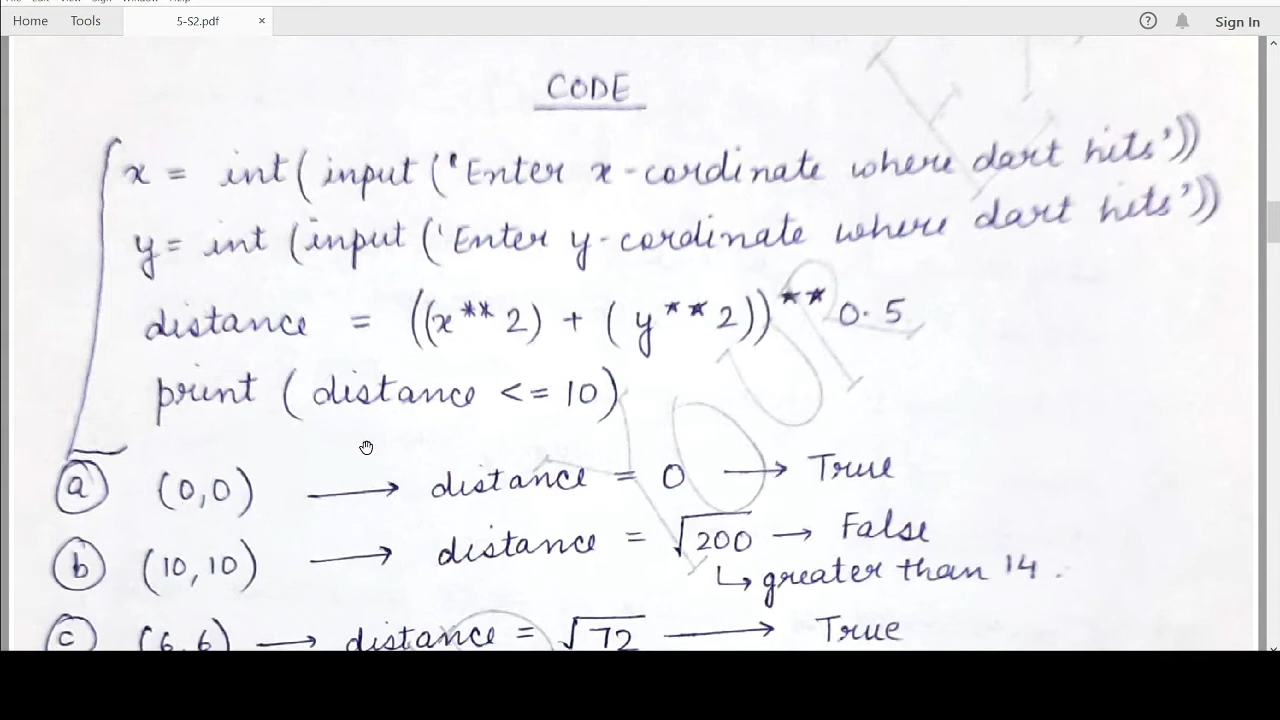 Home Tools 5-S2.pdf × Sign In
CODE
x = int(input('Enter x-cordinate where dart hits'))
y = int (input ('Enter y-cordinate where dart hits'))
distance = ((x**2) + (y**2))**0.5
print (distance <= 10)
a (0,0) → distance = 0 → True
b (10,10) → distance = √200 → False
↳ greater than 14.
c (6,6) → distance = √72 → True